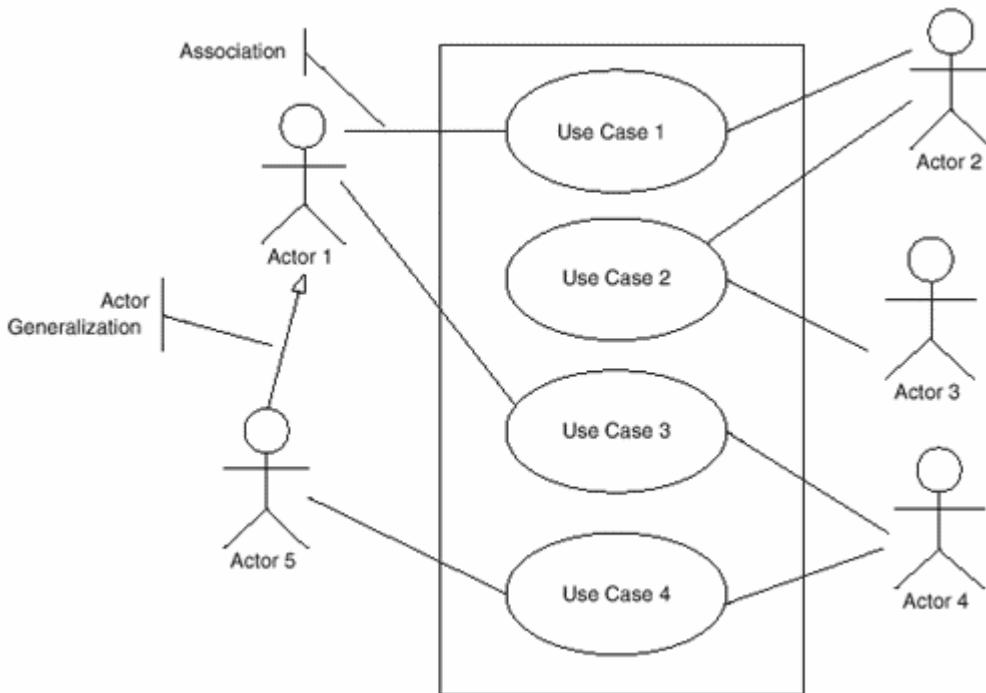 Association
Use Case 1
Actor 2
Actor 1
Use Case 2
Actor
Generalization
Actor 3
Use Case 3
Actor 5
Use Case 4
Actor 4